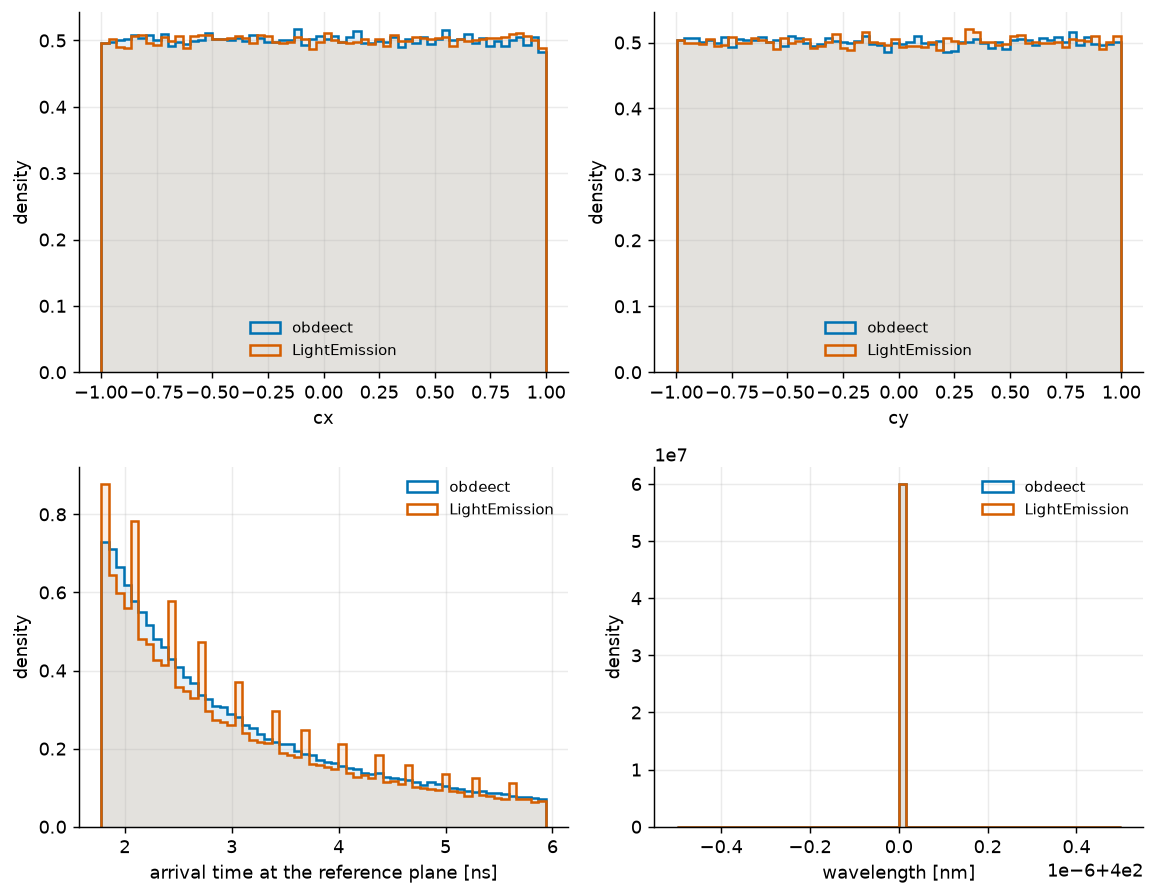 0.5
0.4
0.3
0.2
0.1
0.0
density
obdeect
LightEmission
−1.00 −0.75 −0.50 −0.25 0.00 0.25 0.50 0.75 1.00
cx
0.5
0.4
0.3
0.2
0.1
0.0
density
obdeect
LightEmission
−1.00 −0.75 −0.50 −0.25 0.00 0.25 0.50 0.75 1.00
cy
0.8
0.6
0.4
0.2
0.0
density
obdeect
LightEmission
2 3 4 5 6
arrival time at the reference plane [ns]
1e7
6
5
4
3
2
1
0
density
obdeect
LightEmission
−0.4 −0.2 0.0 0.2 0.4
wavelength [nm]
1e-6+4e2